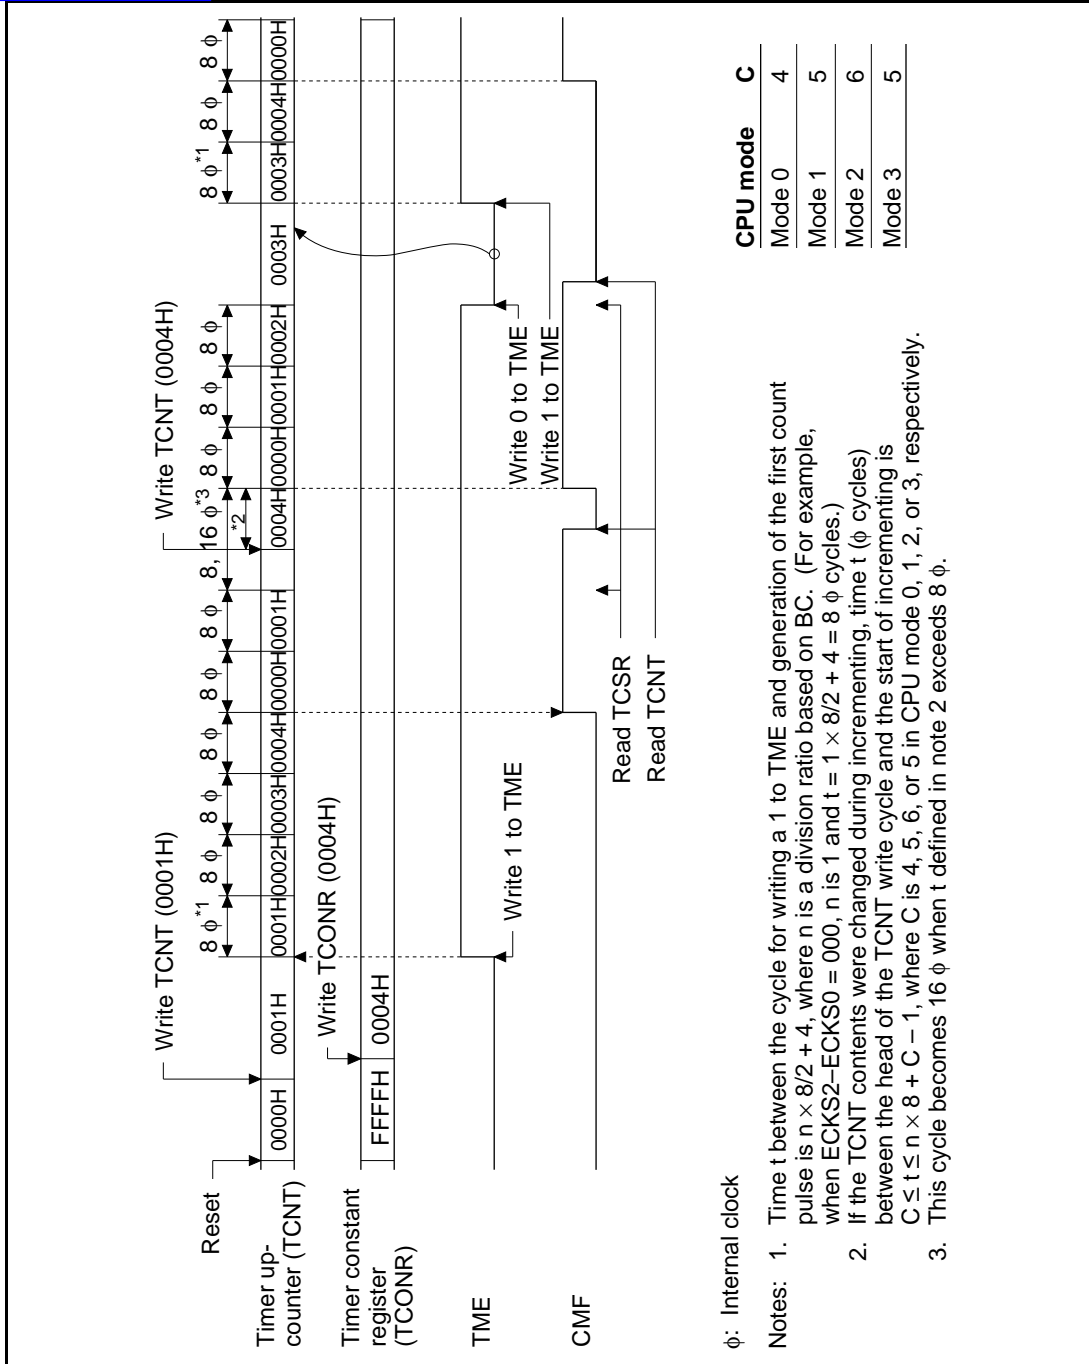 Write TCNT (0001H)
Write TCNT (0004H)
Reset
8 φ*1
8 φ
8 φ
8 φ
8 φ
8 φ
8, 16 φ*3
*2
8 φ
8 φ
8 φ
8 φ*1
8 φ
8 φ
Timer up-
counter (TCNT)
0000H 0001H 0001H 0002H 0003H 0004H 0000H 0001H 0004H 0000H 0001H 0002H 0003H 0003H 0004H 0000H
Write TCONR (0004H)
Timer constant
register
(TCONR)
FFFFH 0004H
TME
Write 1 to TME
Write 0 to TME
Write 1 to TME
CMF
Read TCSR
Read TCNT
φ: Internal clock
CPU mode C
Mode 0 4
Mode 1 5
Mode 2 6
Mode 3 5
Notes: 1. Time t between the cycle for writing a 1 to TME and generation of the first count
pulse is n × 8/2 + 4, where n is a division ratio based on BC. (For example,
when ECKS2–ECKS0 = 000, n is 1 and t = 1 × 8/2 + 4 = 8 φ cycles.)
2. If the TCNT contents were changed during incrementing, time t (φ cycles)
between the head of the TCNT write cycle and the start of incrementing is
C ≤ t ≤ n × 8 + C – 1, where C is 4, 5, 6, or 5 in CPU mode 0, 1, 2, or 3, respectively.
3. This cycle becomes 16 φ when t defined in note 2 exceeds 8 φ.